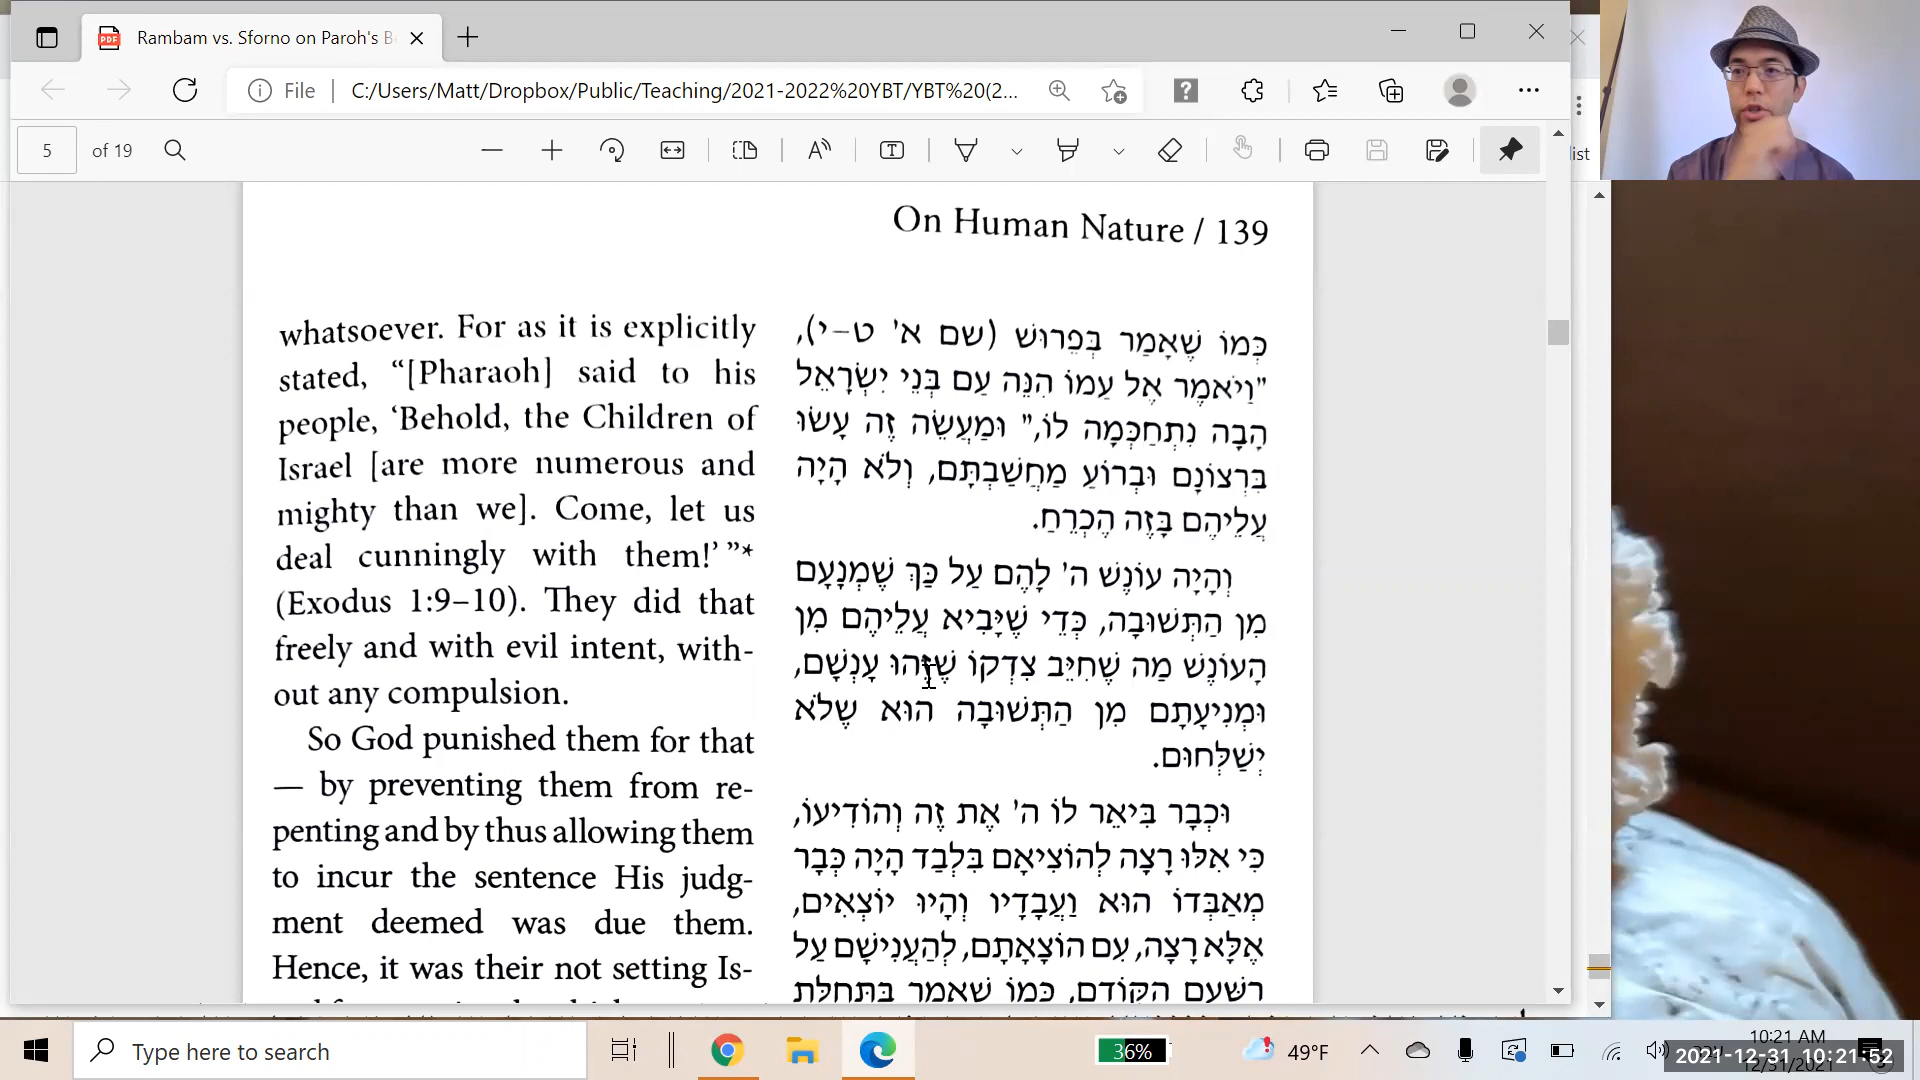 Rambam vs. Sforno on Paroh's B
File
C:/Users/Matt/Dropbox/Public/Teaching/2021-2022%20YBT/YBT%20(2...
5
of 19
list
On Human Nature / 139
whatsoever. For as it is explicitly
stated, “[Pharaoh] said to his
people, ‘Behold, the Children of
Israel [are more numerous and
mighty than we]. Come, let us
deal cunningly with them!’ ”*
(Exodus 1:9–10). They did that
freely and with evil intent, with-
out any compulsion.
So God punished them for that
— by preventing them from re-
penting and by thus allowing them
to incur the sentence His judg-
ment deemed was due them.
Hence, it was their not setting Is-
כְּמוֹ שֶׁאָמַר בְּפֵרוּשׁ (שם א' ט–י),
"וַיֹּאמֶר אֶל עַמּוֹ הִנֵּה עַם בְּנֵי יִשְׂרָאֵל
הָבָה נִתְחַכְּמָה לוֹ," וּמַעֲשֶׂה זֶה עָשׂוּ
בִּרְצוֹנָם וּבְרוֹעַ מַחֲשַׁבְתָּם, וְלֹא הָיָה
עֲלֵיהֶם בָּזֶה הֶכְרֵחַ.
וְהָיָה עוֹנֶשׁ ה' לָהֶם עַל כַּךְ שֶׁמְנָעָם
מִן הַתְּשׁוּבָה, כְּדֵי שֶׁיָּבִיא עֲלֵיהֶם מִן
הָעוֹנֶשׁ מַה שֶׁחִיֵּב צִדְקוֹ שֶׁזֶּהוּ עָנְשָׁם,
וּמְנִיעָתָם מִן הַתְּשׁוּבָה הוּא שֶׁלֹּא
יְשַׁלְּחוּם.
וּכְבָר בִּיאֵר לוֹ ה' אֶת זֶה וְהוֹדִיעוֹ,
כִּי אִלּוּ רָצָה לְהוֹצִיאָם בִּלְבַד הָיָה כְּבָר
מְאַבְּדוֹ הוּא וַעֲבָדָיו וְהָיוּ יוֹצְאִים,
אֶלָּא רָצָה, עִם הוֹצָאָתָם, לְהַעֲנִישָׁם עַל
רִשְׁעָם הַקּוֹדֵם, כְּמוֹ שֶׁאָמַר בִּתְחִלַּת
Type here to search
36%
49°F
10:21 AM
2021-12-31 10:21:52